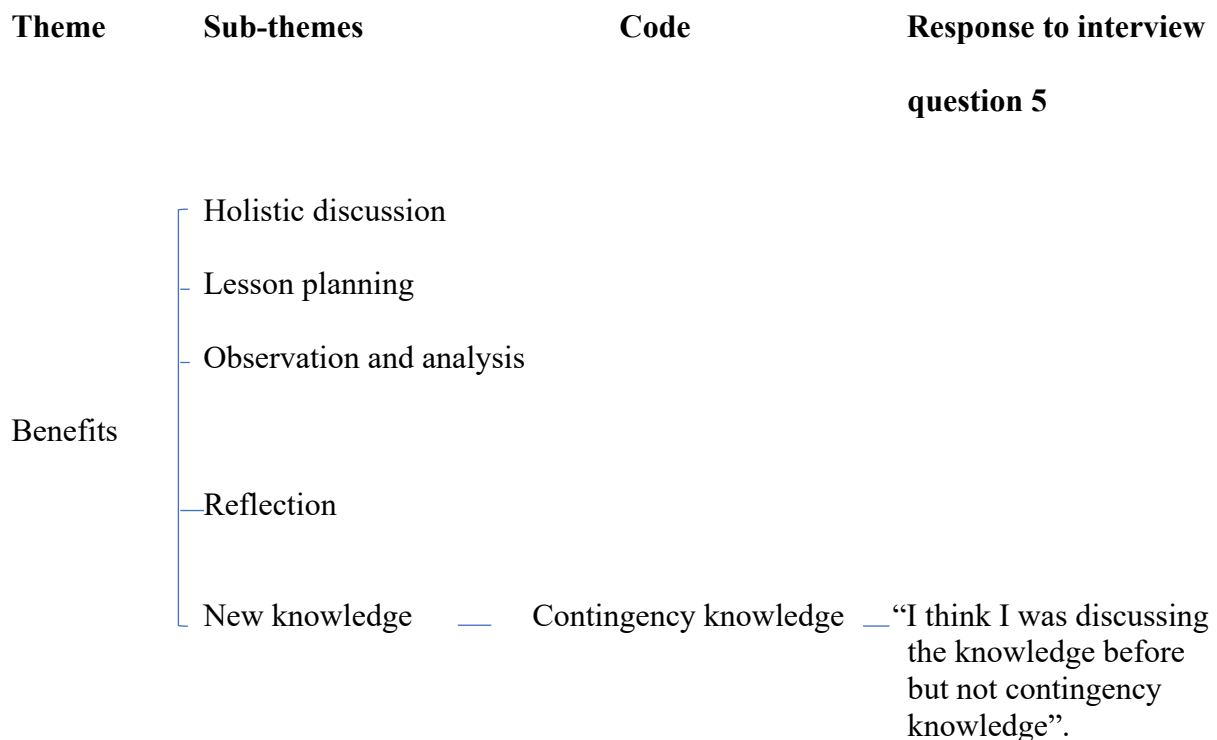 Theme Sub-themes Code Response to interview
question 5
Holistic discussion
Lesson planning
Observation and analysis
Benefits
Reflection
New knowledge Contingency knowledge “I think I was discussing
the knowledge before
but not contingency
knowledge”.